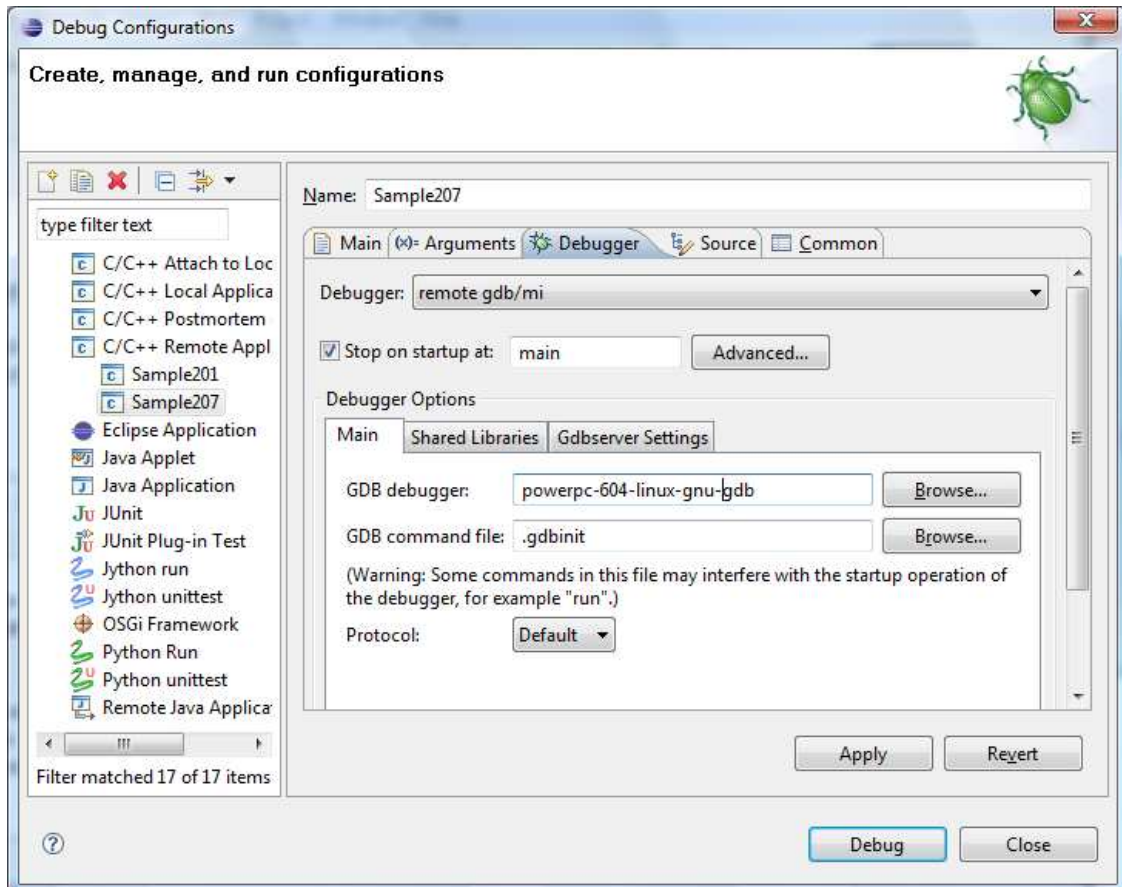 Debug Configurations
Create, manage, and run configurations
type filter text
C/C++ Attach to Loc
C/C++ Local Applica
C/C++ Postmortem
C/C++ Remote Appl
Sample201
Sample207
Eclipse Application
Java Applet
Java Application
JUnit
JUnit Plug-in Test
Jython run
Jython unittest
OSGi Framework
Python Run
Python unittest
Remote Java Applica
Filter matched 17 of 17 items
Name: Sample207
Main (x)= Arguments Debugger Source Common
Debugger: remote gdb/mi
Stop on startup at: main Advanced...
Debugger Options
Main Shared Libraries Gdbserver Settings
GDB debugger: powerpc-604-linux-gnu-gdb Browse...
GDB command file: .gdbinit Browse...
(Warning: Some commands in this file may interfere with the startup operation of
the debugger, for example "run".)
Protocol: Default
Apply Revert
Debug Close